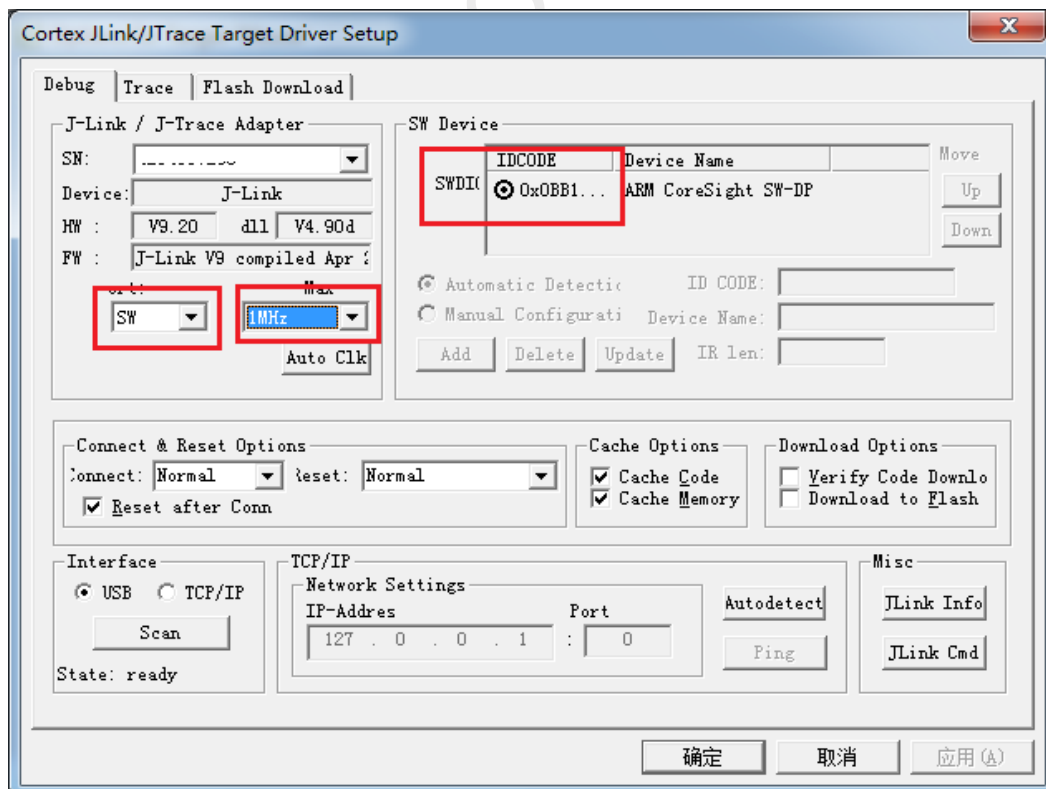 Cortex JLink/JTrace Target Driver Setup
Debug Trace Flash Download
J-Link / J-Trace Adapter
SN:
Device: J-Link
HW : V9.20 dll V4.90d
FW : J-Link V9 compiled Apr
Max
SW 1MHz
Auto Clk
SW Device
IDCODE Device Name
SWDI
0x0BB1... ARM CoreSight SW-DP
Move
Up
Down
Automatic Detectic ID CODE:
Manual Configurati Device Name:
Add Delete Update IR len:
Connect & Reset Options
Connect: Normal Reset: Normal
Reset after Conn
Cache Options
Cache Code
Cache Memory
Download Options
Verify Code Downlo
Download to Flash
Interface
USB TCP/IP
Scan
State: ready
TCP/IP
Network Settings
IP-Addres Port
127 . 0 . 0 . 1 : 0
Autodetect
Ping
Misc
JLink Info
JLink Cmd
确定 取消 应用(A)